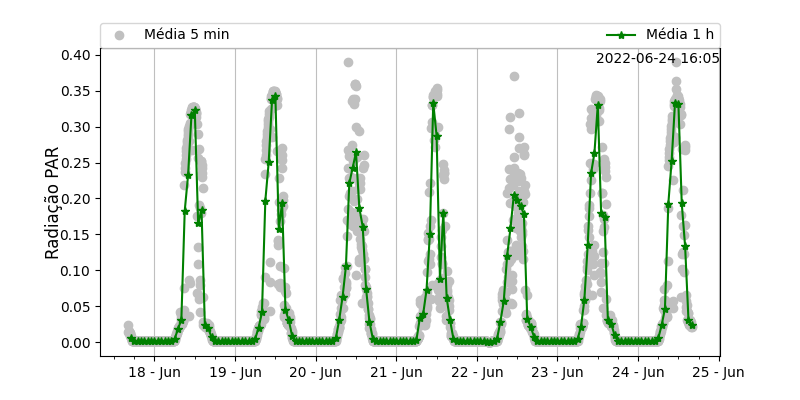 Média 5 min
Média 1 h
2022-06-24 16:05
Radiação PAR
0.40
0.35
0.30
0.25
0.20
0.15
0.10
0.05
0.00
18 - Jun
19 - Jun
20 - Jun
21 - Jun
22 - Jun
23 - Jun
24 - Jun
25 - Jun